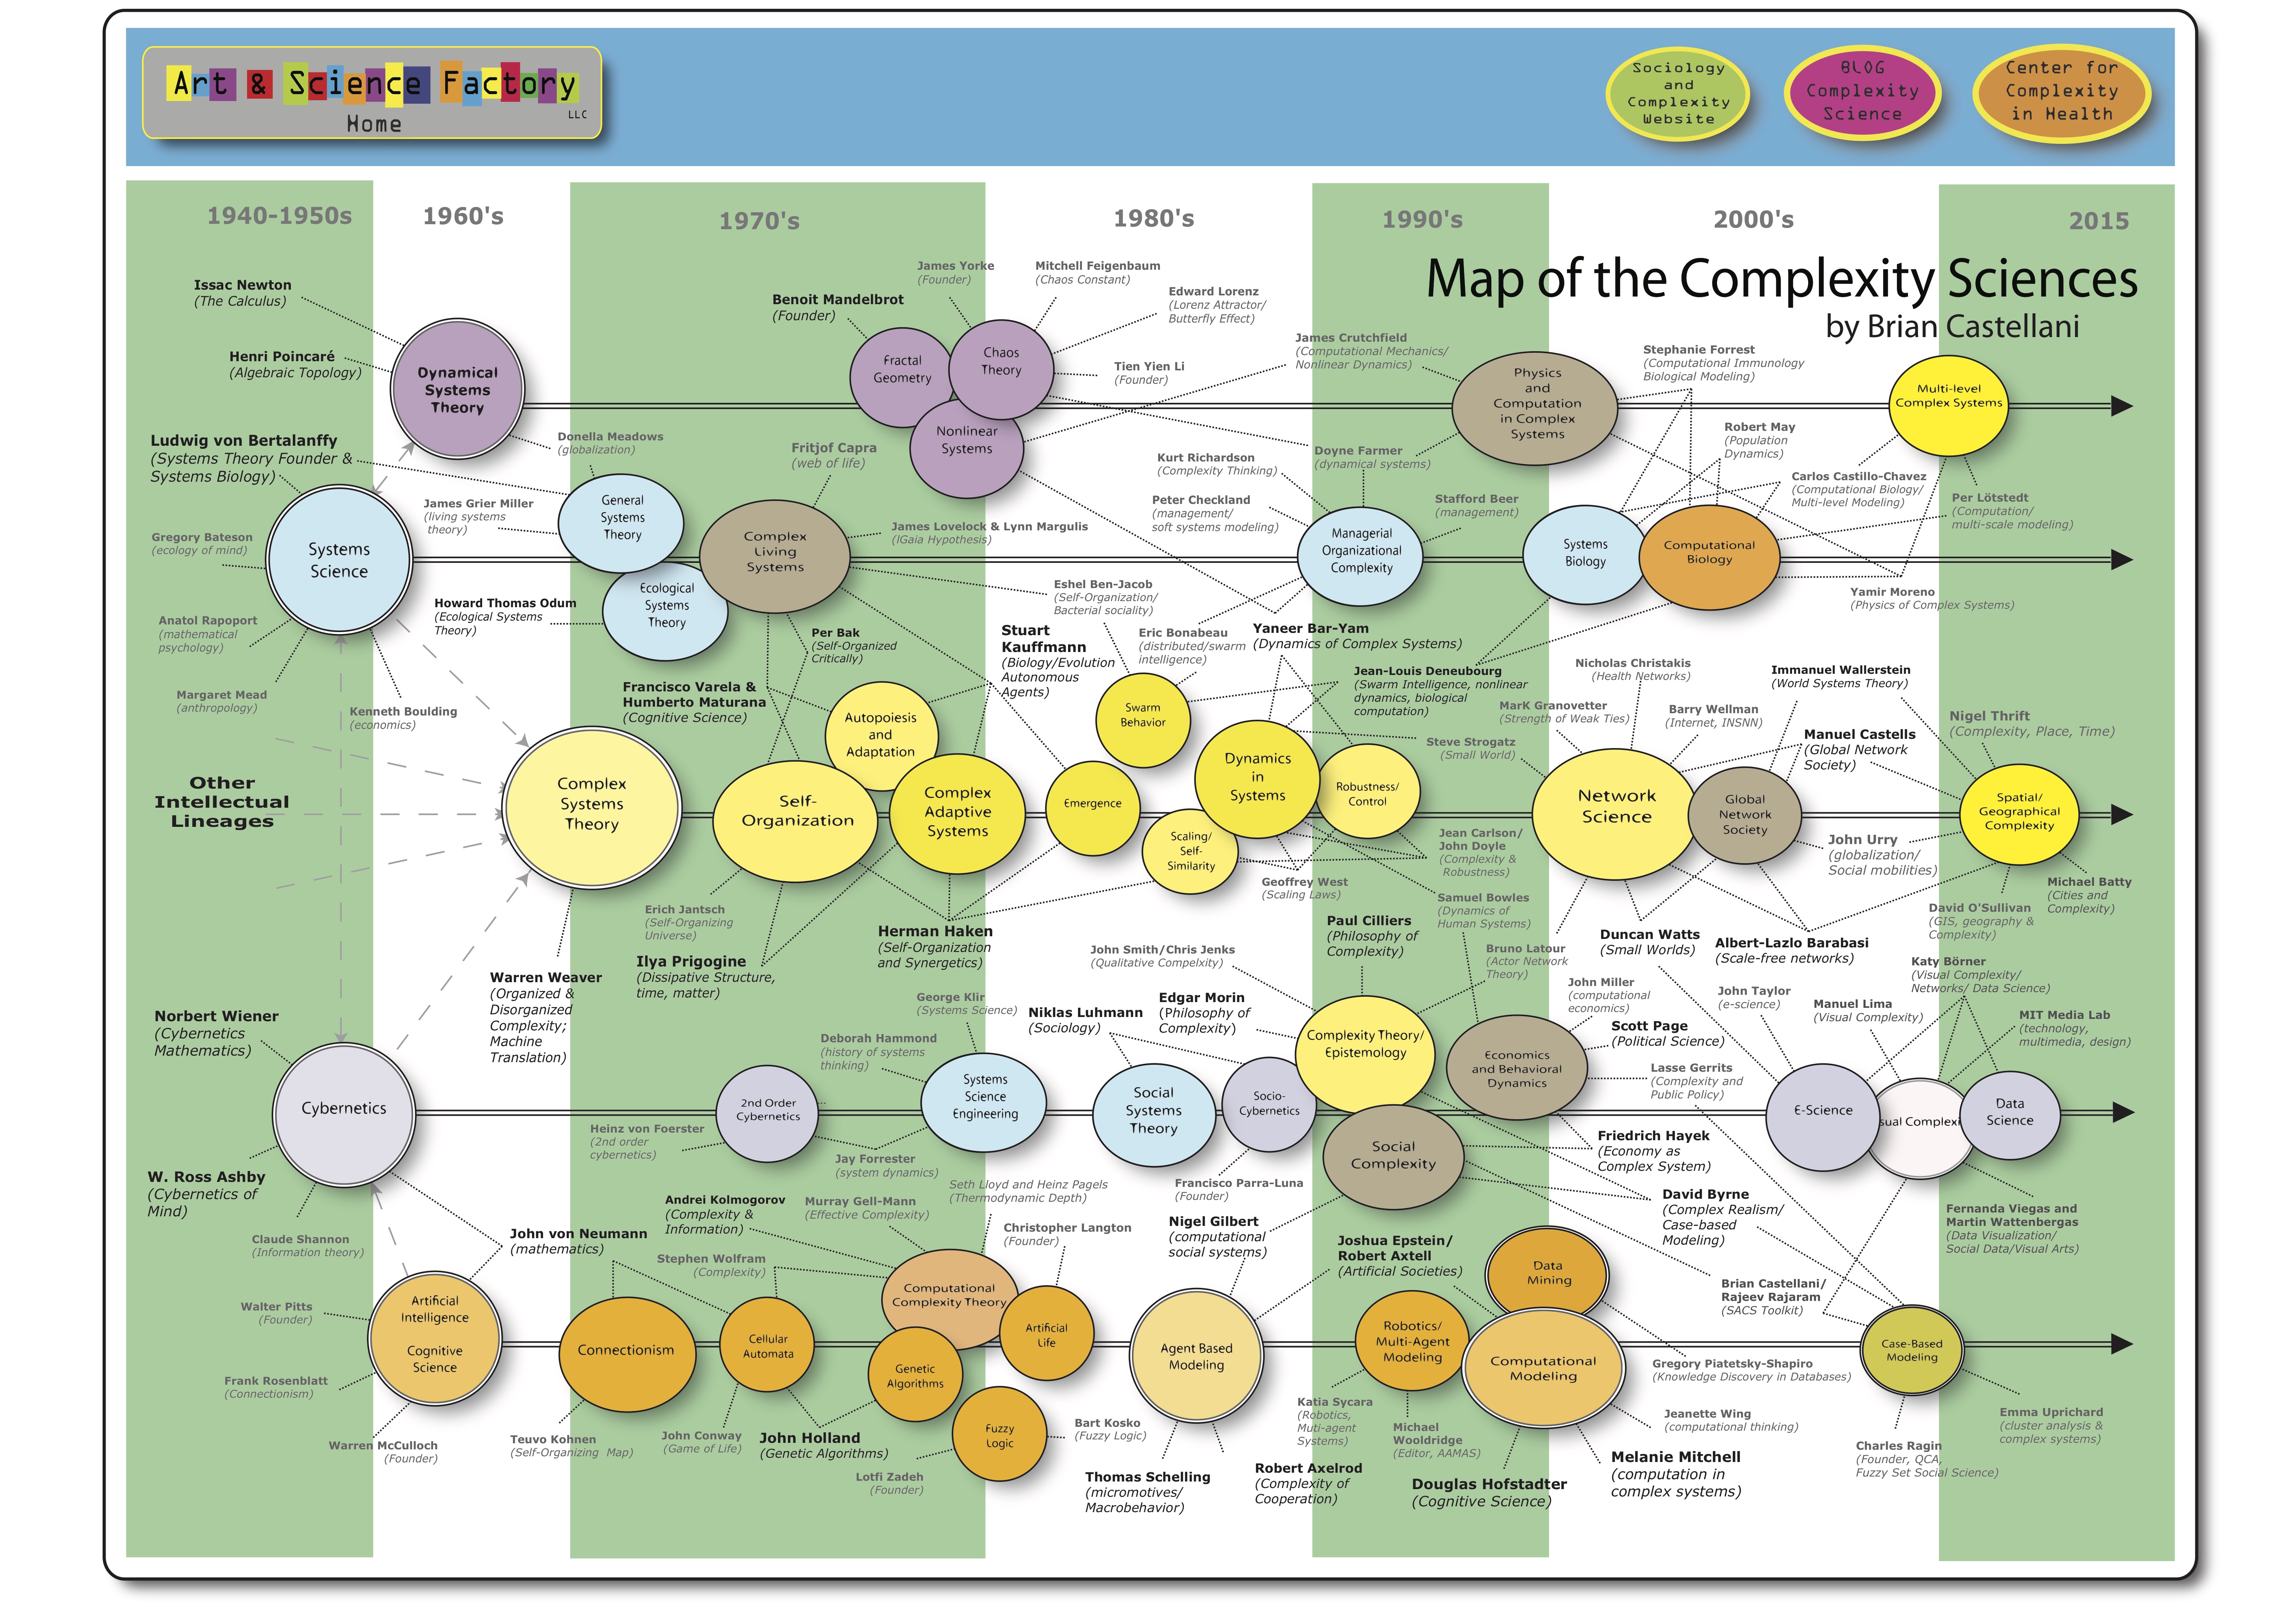 Art & Science Factory
LLC
Home
Sociology
and
Complexity
Website
BLOG
Complexity
Science
Center for
Complexity
in Health
1940-1950s
1960's
1970's
1980's
1990's
2000's
2015
Map of the Complexity Sciences
by Brian Castellani
Issac Newton
(The Calculus)
Henri Poincaré
(Algebraic Topology)
Dynamical
Systems
Theory
Benoit Mandelbrot
(Founder)
James Yorke
(Founder)
Mitchell Feigenbaum
(Chaos Constant)
Edward Lorenz
(Lorenz Attractor/
Butterfly Effect)
Tien Yien Li
(Founder)
Fractal
Geometry
Chaos
Theory
Nonlinear
Systems
James Crutchfield
(Computational Mechanics/
Nonlinear Dynamics)
Doyne Farmer
(dynamical systems)
Physics
and
Computation
in Complex
Systems
Stephanie Forrest
(Computational Immunology
Biological Modeling)
Robert May
(Population
Dynamics)
Carlos Castillo-Chavez
(Computational Biology/
Multi-level Modeling)
Multi-level
Complex Systems
Per Lötstedt
(Computation/
multi-scale modeling)
Ludwig von Bertalanffy
(Systems Theory Founder &
Systems Biology)
Gregory Bateson
(ecology of mind)
Anatol Rapoport
(mathematical
psychology)
Margaret Mead
(anthropology)
Kenneth Boulding
(economics)
Systems
Science
James Grier Miller
(living systems
theory)
Donella Meadows
(globalization)
General
Systems
Theory
Howard Thomas Odum
(Ecological Systems
Theory)
Ecological
Systems
Theory
Fritjof Capra
(web of life)
Complex
Living
Systems
James Lovelock & Lynn Margulis
(IGaia Hypothesis)
Kurt Richardson
(Complexity Thinking)
Peter Checkland
(management/
soft systems modeling)
Stafford Beer
(management)
Managerial
Organizational
Complexity
Systems
Biology
Computational
Biology
Yamir Moreno
(Physics of Complex Systems)
Other
Intellectual
Lineages
Complex
Systems
Theory
Warren Weaver
(Organized &
Disorganized
Complexity;
Machine
Translation)
Francisco Varela &
Humberto Maturana
(Cognitive Science)
Per Bak
(Self-Organized
Critically)
Self-
Organization
Autopoiesis
and
Adaptation
Complex
Adaptive
Systems
Erich Jantsch
(Self-Organizing
Universe)
Ilya Prigogine
(Dissipative Structure,
time, matter)
Herman Haken
(Self-Organization
and Synergetics)
Stuart
Kauffmann
(Biology/Evolution
Autonomous
Agents)
Eshel Ben-Jacob
(Self-Organization/
Bacterial sociality)
Eric Bonabeau
(distributed/swarm
intelligence)
Yaneer Bar-Yam
(Dynamics of Complex Systems)
Jean-Louis Deneubourg
(Swarm Intelligence, nonlinear
dynamics, biological
computation)
Emergence
Swarm
Behavior
Scaling/
Self-
Similarity
Dynamics
in
Systems
Robustness/
Control
Steve Strogatz
(Small World)
Geoffrey West
(Scaling Laws)
Jean Carlson/
John Doyle
(Complexity &
Robustness)
Nicholas Christakis
(Health Networks)
MarK Granovetter
(Strength of Weak Ties)
Barry Wellman
(Internet, INSNN)
Network
Science
Immanuel Wallerstein
(World Systems Theory)
Manuel Castells
(Global Network
Society)
Global
Network
Society
John Urry
(globalization/
Social mobilities)
Nigel Thrift
(Complexity, Place, Time)
Spatial/
Geographical
Complexity
Michael Batty
(Cities and
Complexity)
David O'Sullivan
(GIS, geography &
Complexity)
Duncan Watts
(Small Worlds)
Albert-Lazlo Barabasi
(Scale-free networks)
Norbert Wiener
(Cybernetics
Mathematics)
Cybernetics
W. Ross Ashby
(Cybernetics of
Mind)
Claude Shannon
(Information theory)
John von Neumann
(mathematics)
2nd Order
Cybernetics
Heinz von Foerster
(2nd order
cybernetics)
Deborah Hammond
(history of systems
thinking)
George Klir
(Systems Science)
Jay Forrester
(system dynamics)
Systems
Science
Engineering
Niklas Luhmann
(Sociology)
Social
Systems
Theory
Socio-
Cybernetics
Francisco Parra-Luna
(Founder)
John Smith/Chris Jenks
(Qualitative Compelxity)
Edgar Morin
(Philosophy of
Complexity)
Paul Cilliers
(Philosophy of
Complexity)
Complexity Theory/
Epistemology
Samuel Bowles
(Dynamics of
Human Systems)
Bruno Latour
(Actor Network
Theory)
Economics
and Behavioral
Dynamics
John Miller
(computational
economics)
Scott Page
(Political Science)
Lasse Gerrits
(Complexity and
Public Policy)
Friedrich Hayek
(Economy as
Complex System)
Social
Complexity
David Byrne
(Complex Realism/
Case-based
Modeling)
John Taylor
(e-science)
Manuel Lima
(Visual Complexity)
Katy Börner
(Visual Complexity/
Networks/ Data Science)
MIT Media Lab
(technology,
multimedia, design)
E-Science
sual Complexi
Data
Science
Fernanda Viegas and
Martin Wattenbergas
(Data Visualization/
Social Data/Visual Arts)
Artificial
Intelligence
Cognitive
Science
Walter Pitts
(Founder)
Frank Rosenblatt
(Connectionism)
Warren McCulloch
(Founder)
Connectionism
Teuvo Kohnen
(Self-Organizing Map)
Cellular
Automata
John Conway
(Game of Life)
Stephen Wolfram
(Complexity)
Andrei Kolmogorov
(Complexity &
Information)
Murray Gell-Mann
(Effective Complexity)
Seth Lloyd and Heinz Pagels
(Thermodynamic Depth)
Computational
Complexity Theory
John Holland
(Genetic Algorithms)
Genetic
Algorithms
Christopher Langton
(Founder)
Artificial
Life
Fuzzy
Logic
Lotfi Zadeh
(Founder)
Bart Kosko
(Fuzzy Logic)
Nigel Gilbert
(computational
social systems)
Agent Based
Modeling
Joshua Epstein/
Robert Axtell
(Artificial Societies)
Thomas Schelling
(micromotives/
Macrobehavior)
Robert Axelrod
(Complexity of
Cooperation)
Robotics/
Multi-Agent
Modeling
Katia Sycara
(Robotics,
Muti-agent
Systems)
Michael
Wooldridge
(Editor, AAMAS)
Data
Mining
Computational
Modeling
Gregory Piatetsky-Shapiro
(Knowledge Discovery in Databases)
Jeanette Wing
(computational thinking)
Melanie Mitchell
(computation in
complex systems)
Douglas Hofstadter
(Cognitive Science)
Brian Castellani/
Rajeev Rajaram
(SACS Toolkit)
Case-Based
Modeling
Charles Ragin
(Founder, QCA,
Fuzzy Set Social Science)
Emma Uprichard
(cluster analysis &
complex systems)